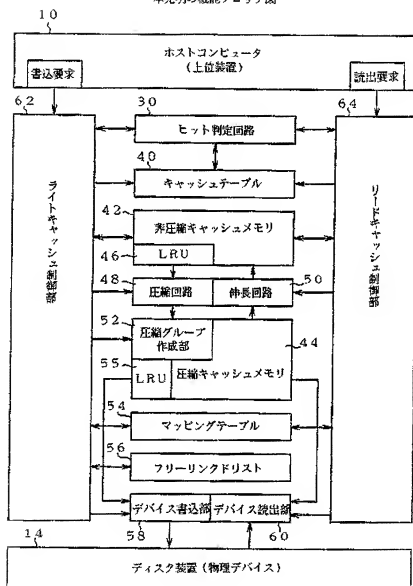 本発明の機能ブロック図
10
ホストコンピュータ
(上位装置)
書込要求
読出要求
62
64
30
ヒット判定回路
40
キャッシュテーブル
42
非圧縮キャッシュメモリ
46
LRU
48
圧縮回路
伸長回路
50
52
圧縮グループ
作成部
44
55
LRU
圧縮キャッシュメモリ
54
マッピングテーブル
56
フリーリンクドリスト
デバイス書込部
デバイス読出部
58
60
ライトキャッシュ制御部
リードキャッシュ制御部
14
ディスク装置(物理デバイス)